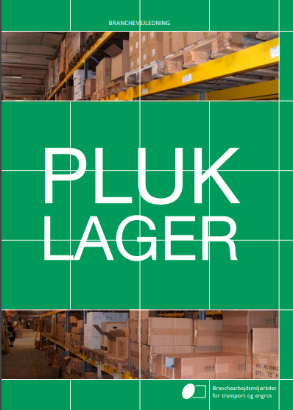 BRANCHEVEJLEDNING
PLUK
LAGER
Branchearbejdsmiljørådet
for transport og engros